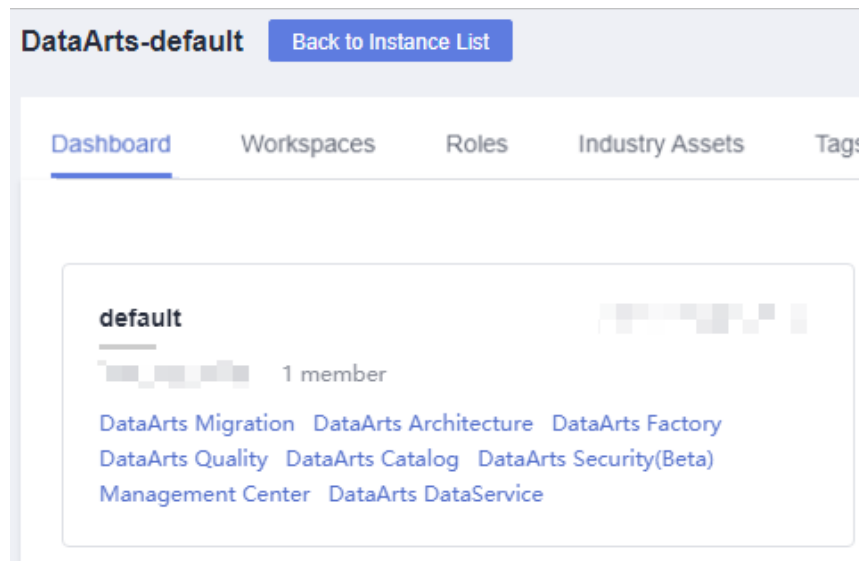 DataArts-default Back to Instance List
Dashboard Workspaces Roles Industry Assets Tags
default
1 member
DataArts Migration DataArts Architecture DataArts Factory
DataArts Quality DataArts Catalog DataArts Security(Beta)
Management Center DataArts DataService